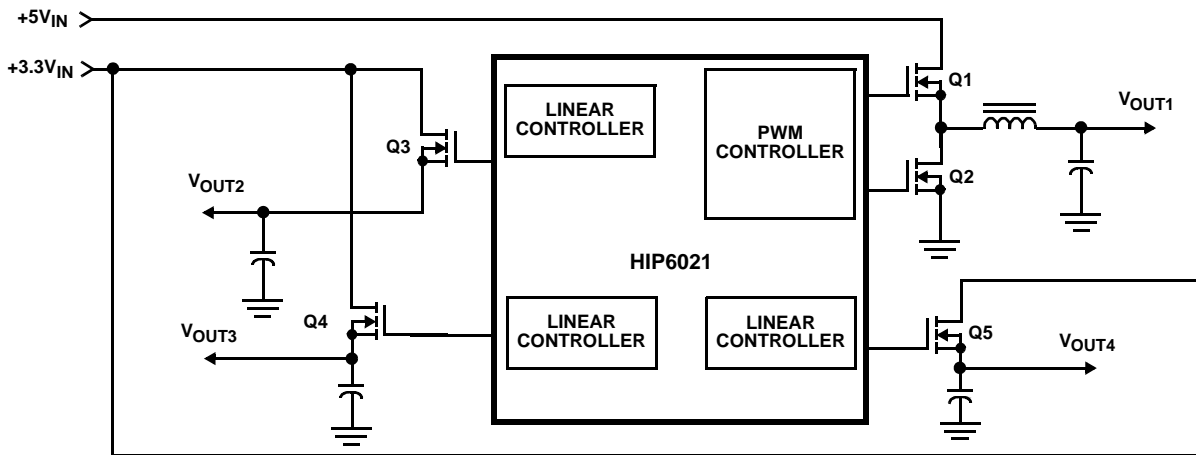 +5VIN
+3.3VIN
LINEAR
CONTROLLER
PWM
CONTROLLER
Q1
VOUT1
Q3
Q2
VOUT2
HIP6021
Q4
VOUT3
LINEAR
CONTROLLER
LINEAR
CONTROLLER
Q5
VOUT4